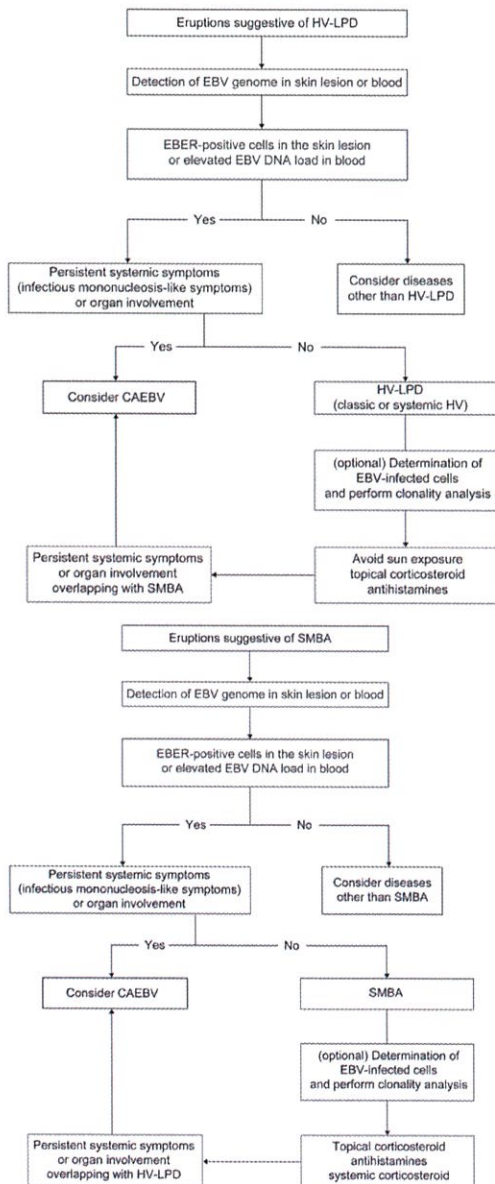 Eruptions suggestive of HV-LPD
Detection of EBV genome in skin lesion or blood
EBER-positive cells in the skin lesion
or elevated EBV DNA load in blood
Yes
No
Persistent systemic symptoms
(infectious mononucleosis-like symptoms)
or organ involvement
Consider diseases
other than HV-LPD
Yes
No
Consider CAEBV
HV-LPD
(classic or systemic HV)
(optional) Determination of
EBV-infected cells
and perform clonality analysis
Persistent systemic symptoms
or organ involvement
overlapping with SMBA
Avoid sun exposure
topical corticosteroid
antihistamines
Eruptions suggestive of SMBA
Detection of EBV genome in skin lesion or blood
EBER-positive cells in the skin lesion
or elevated EBV DNA load in blood
Yes
No
Persistent systemic symptoms
(infectious mononucleosis-like symptoms)
or organ involvement
Consider diseases
other than SMBA
Yes
No
Consider CAEBV
SMBA
(optional) Determination of
EBV-infected cells
and perform clonality analysis
Persistent systemic symptoms
or organ involvement
overlapping with HV-LPD
Topical corticosteroid
antihistamines
systemic corticosteroid